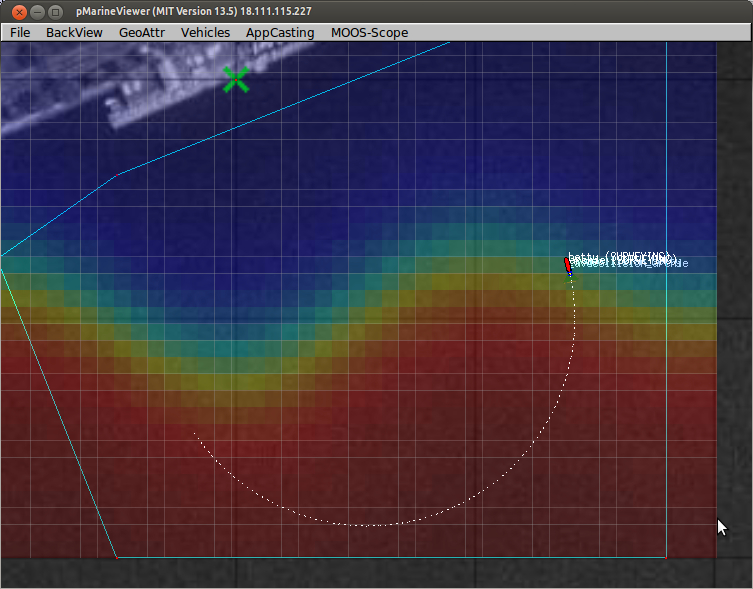 pMarineViewer (MIT Version 13.5) 18.111.115.227
File BackView GeoAttr Vehicles AppCasting MOOS-Scope